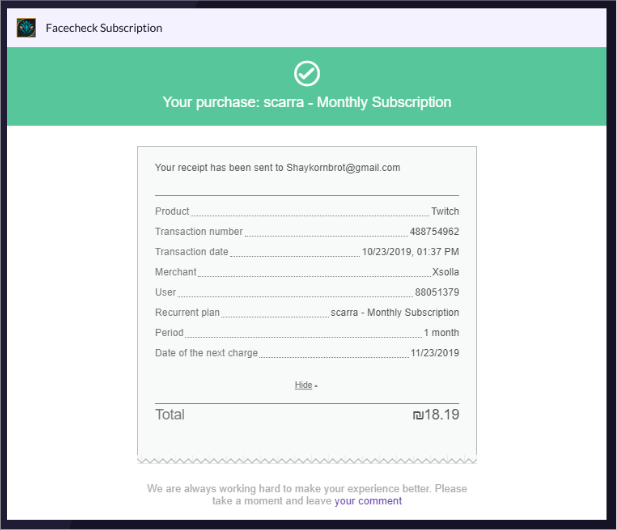 Facecheck Subscription
Your purchase: scarra - Monthly Subscription
Your receipt has been sent to Shaykornbrot@gmail.com
Product Twitch
Transaction number 488754962
Transaction date 10/23/2019, 01:37 PM
Merchant Xsolla
User 88051379
Recurrent plan scarra - Monthly Subscription
Period 1 month
Date of the next charge 11/23/2019
Hide -
Total ₪18.19
We are always working hard to make your experience better. Please
take a moment and leave your comment